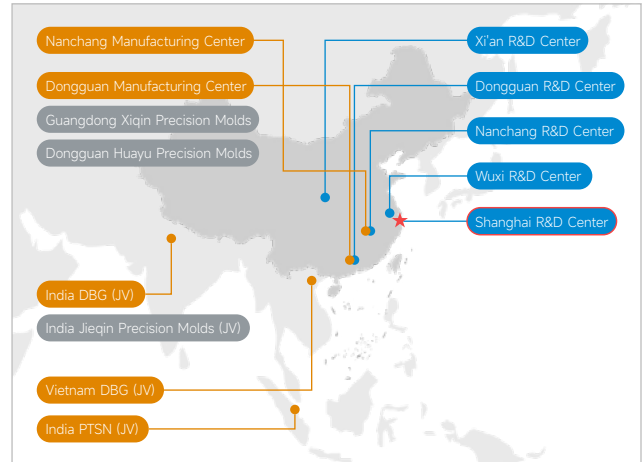 Nanchang Manufacturing Center
Dongguan Manufacturing Center
Guangdong Xiqin Precision Molds
Dongguan Huayu Precision Molds
India DBG (JV)
India Jieqin Precision Molds (JV)
Vietnam DBG (JV)
India PTSN (JV)
Xi'an R&D Center
Dongguan R&D Center
Nanchang R&D Center
Wuxi R&D Center
Shanghai R&D Center